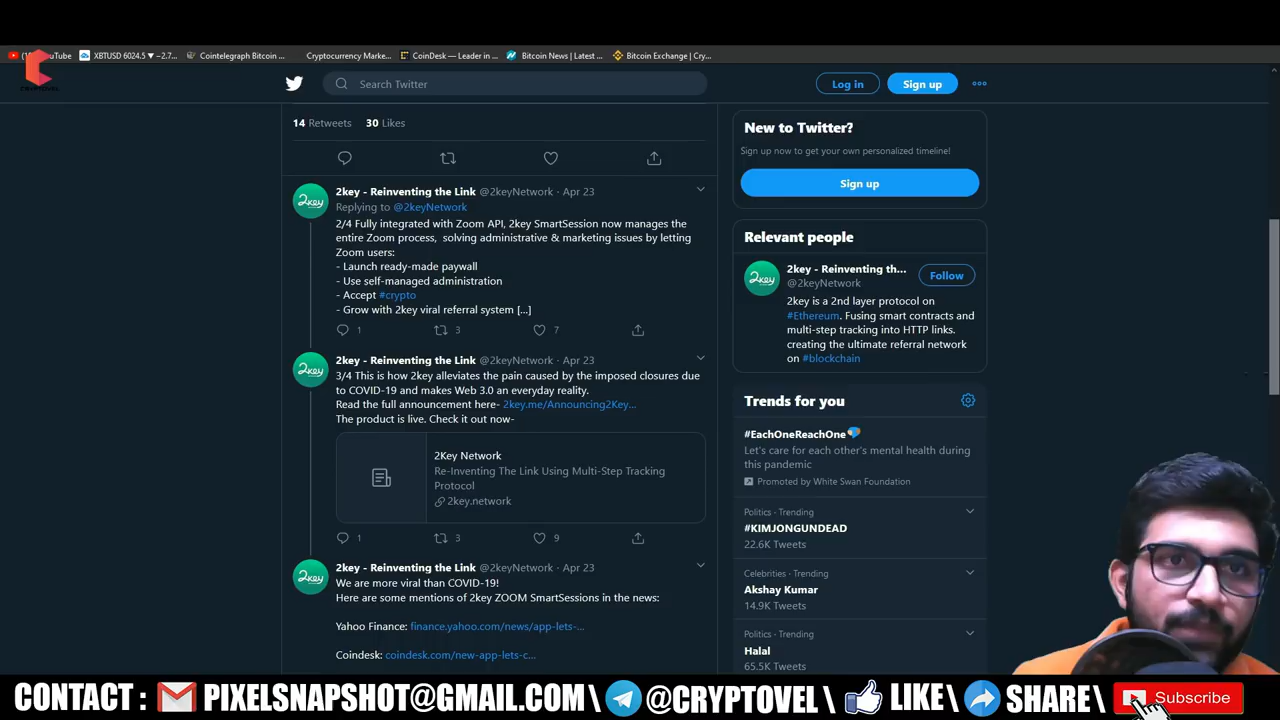 YouTube
XBTUSD 6024.5 ▼ −2.7...
Cointelegraph Bitcoin ...
Cryptocurrency Marke...
CoinDesk — Leader in ...
Bitcoin News | Latest ...
Bitcoin Exchange | Cry...
CRYPTOVEL
Search Twitter
Log in
Sign up
14 Retweets 30 Likes
2key - Reinventing the Link @2keyNetwork · Apr 23
Replying to @2keyNetwork
2/4 Fully integrated with Zoom API, 2key SmartSession now manages the
entire Zoom process, solving administrative & marketing issues by letting
Zoom users:
- Launch ready-made paywall
- Use self-managed administration
- Accept #crypto
- Grow with 2key viral referral system [...]
1 3 7
2key - Reinventing the Link @2keyNetwork · Apr 23
3/4 This is how 2key alleviates the pain caused by the imposed closures due
to COVID-19 and makes Web 3.0 an everyday reality.
Read the full announcement here- 2key.me/Announcing2Key...
The product is live. Check it out now-
2Key Network
Re-Inventing The Link Using Multi-Step Tracking
Protocol
2key.network
1 3 9
2key - Reinventing the Link @2keyNetwork · Apr 23
We are more viral than COVID-19!
Here are some mentions of 2key ZOOM SmartSessions in the news:
Yahoo Finance: finance.yahoo.com/news/app-lets-...
Coindesk: coindesk.com/new-app-lets-c...
2key
2key
2key
New to Twitter?
Sign up now to get your own personalized timeline!
Sign up
Relevant people
2key
2key - Reinventing th...
@2keyNetwork
Follow
2key is a 2nd layer protocol on
#Ethereum. Fusing smart contracts and
multi-step tracking into HTTP links.
creating the ultimate referral network
on #blockchain
Trends for you
#EachOneReachOne
Let's care for each other's mental health during
this pandemic
Promoted by White Swan Foundation
Politics · Trending
#KIMJONGUNDEAD
22.6K Tweets
Celebrities · Trending
Akshay Kumar
14.9K Tweets
Politics · Trending
Halal
65.5K Tweets
CONTACT : PIXELSNAPSHOT@GMAIL.COM\ @CRYPTOVEL\ LIKE\ SHARE\ Subscribe